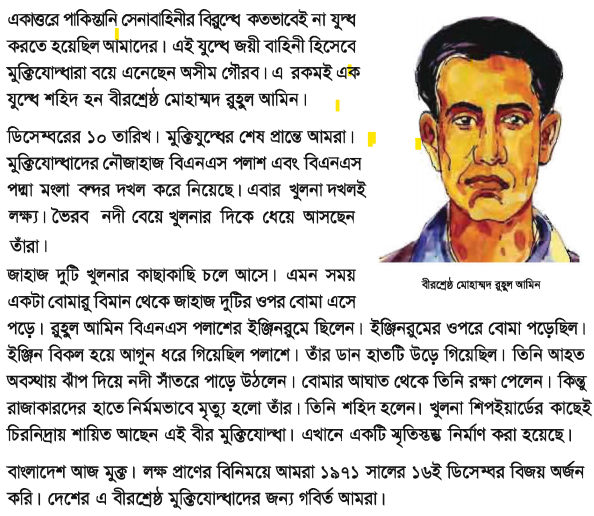 একাত্তরে পাকিস্তানি সেনাবাহিনীর বিরুদ্ধে কতভাবেই না যুদ্ধ
করতে হয়েছিল আমাদের। এই যুদ্ধে জয়ী বাহিনী হিসেবে
মুক্তিযোদ্ধারা বয়ে এনেছেন অসীম গৌরব। এ রকমই এক
যুদ্ধে শহিদ হন বীরশ্রেষ্ঠ মোহাম্মদ রুহুল আমিন।
ডিসেম্বরের ১০ তারিখ। মুক্তিযুদ্ধের শেষ প্রান্তে আমরা।
মুক্তিযোদ্ধাদের নৌজাহাজ বিএনএস পলাশ এবং বিএনএস
পদ্মা মংলা বন্দর দখল করে নিয়েছে। এবার খুলনা দখলই
লক্ষ্য। ভৈরব নদী বেয়ে খুলনার দিকে ধেয়ে আসছেন
তাঁরা।
জাহাজ দুটি খুলনার কাছাকাছি চলে আসে। এমন সময়
একটা বোমারু বিমান থেকে জাহাজ দুটির ওপর বোমা এসে
পড়ে। রুহুল আমিন বিএনএস পলাশের ইঞ্জিনরুমে ছিলেন। ইঞ্জিনরুমের ওপরে বোমা পড়েছিল।
ইঞ্জিন বিকল হয়ে আগুন ধরে গিয়েছিল পলাশে। তাঁর ডান হাতটি উড়ে গিয়েছিল। তিনি আহত
অবস্থায় ঝাঁপ দিয়ে নদী সাঁতরে পাড়ে উঠলেন। বোমার আঘাত থেকে তিনি রক্ষা পেলেন। কিন্তু
রাজাকারদের হাতে নির্মমভাবে মৃত্যু হলো তাঁর। তিনি শহিদ হলেন। খুলনা শিপইয়ার্ডের কাছেই
চিরনিদ্রায় শায়িত আছেন এই বীর মুক্তিযোদ্ধা। এখানে একটি স্মৃতিস্তম্ভ নির্মাণ করা হয়েছে।
বাংলাদেশ আজ মুক্ত। লক্ষ প্রাণের বিনিময়ে আমরা ১৯৭১ সালের ১৬ই ডিসেম্বর বিজয় অর্জন
করি। দেশের এ বীরশ্রেষ্ঠ মুক্তিযোদ্ধাদের জন্য গর্বিত আমরা।
বীরশ্রেষ্ঠ মোহাম্মদ রুহুল আমিন